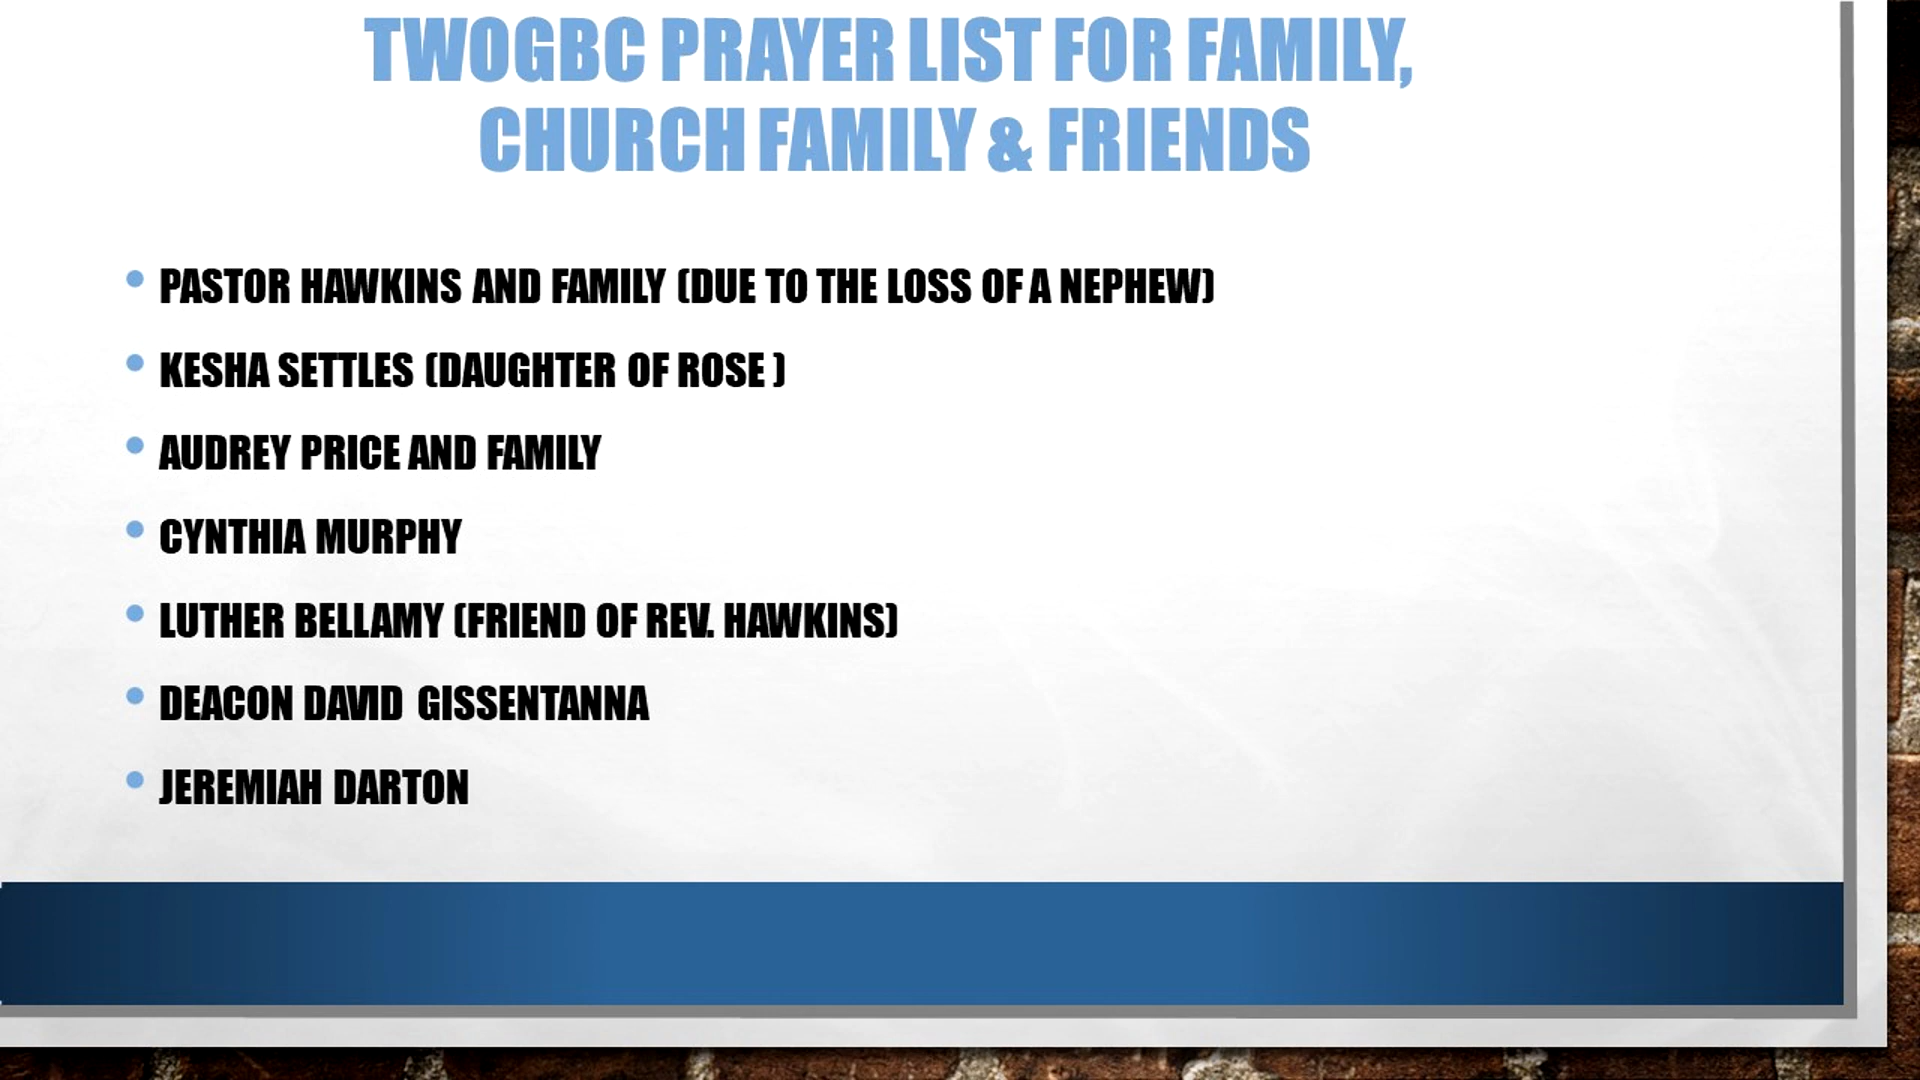 TWOGBC PRAYER LIST FOR FAMILY,
CHURCH FAMILY & FRIENDS
• PASTOR HAWKINS AND FAMILY (DUE TO THE LOSS OF A NEPHEW)
• KESHA SETTLES (DAUGHTER OF ROSE )
• AUDREY PRICE AND FAMILY
• CYNTHIA MURPHY
• LUTHER BELLAMY (FRIEND OF REV. HAWKINS)
• DEACON DAVID GISSENTANNA
• JEREMIAH DARTON